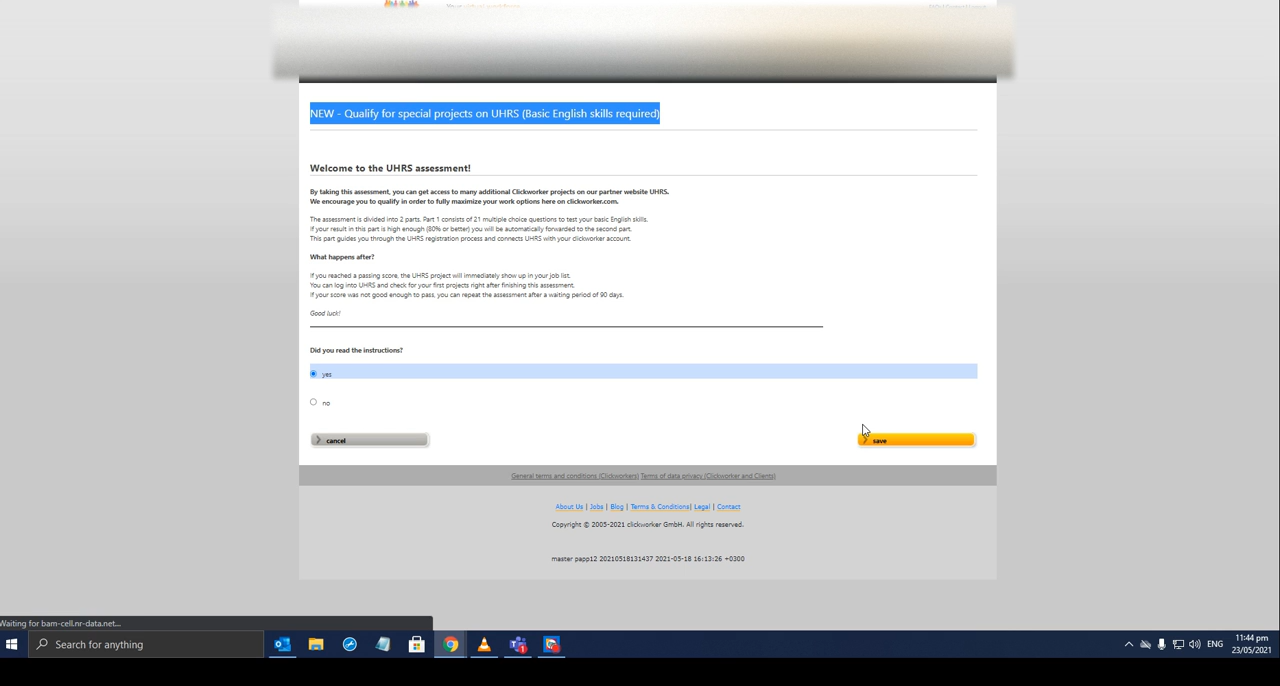 NEW - Qualify for special projects on UHRS (Basic English skills required)
Welcome to the UHRS assessment!
By taking this assessment, you can get access to many additional Clickworker projects on our partner website UHRS.
We encourage you to qualify in order to fully maximize your work options here on clickworker.com.
The assessment is divided into 2 parts. Part 1 consists of 21 multiple choice questions to test your basic English skills.
If your result in this part is high enough (80% or better) you will be automatically forwarded to the second part.
This part guides you through the UHRS registration process and connects UHRS with your clickworker account.
What happens after?
If you reached a passing score, the UHRS project will immediately show up in your job list.
You can log into UHRS and check for your first projects right after finishing this assessment.
If your score was not good enough to pass, you can repeat the assessment after a waiting period of 90 days.
Good luck!
Did you read the instructions?
yes
no
cancel
save
General terms and conditions (Clickworkers) Terms of data privacy (Clickworker and Clients)
About Us | Jobs | Blog | Terms & Conditions| Legal | Contact
Copyright © 2005-2021 clickworker GmbH. All rights reserved.
master papp12 20210518131437 2021-05-18 16:13:26 +0300
Waiting for bam-cell.nr-data.net...
Search for anything
1
ENG
11:44 pm
23/05/2021